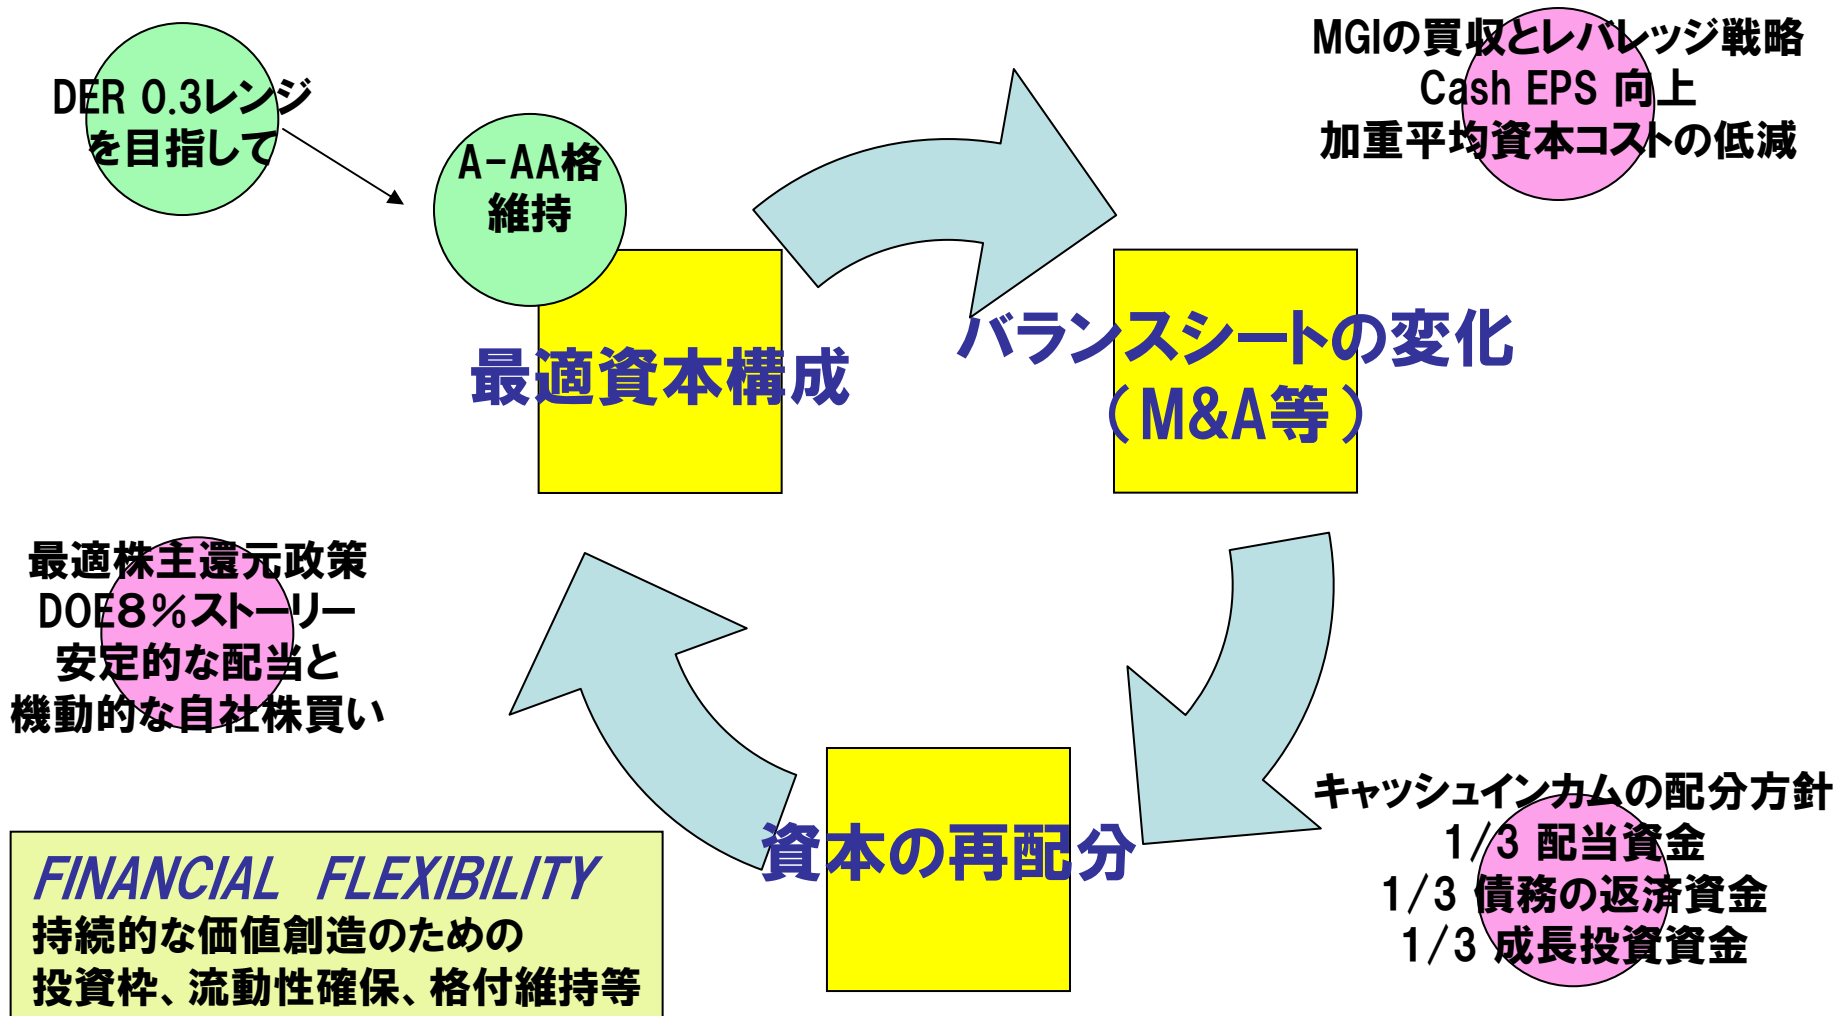 DER 0.3レンジ
を目指して
A-AA格
維持
MGIの買収とレバレッジ戦略
Cash EPS 向上
加重平均資本コストの低減
最適資本構成
バランスシートの変化
(M&A等)
最適株主還元政策
DOE8%ストーリー
安定的な配当と
機動的な自社株買い
資本の再配分
キャッシュインカムの配分方針
1/3 配当資金
1/3 債務の返済資金
1/3 成長投資資金
FINANCIAL FLEXIBILITY
持続的な価値創造のための
投資枠、流動性確保、格付維持等